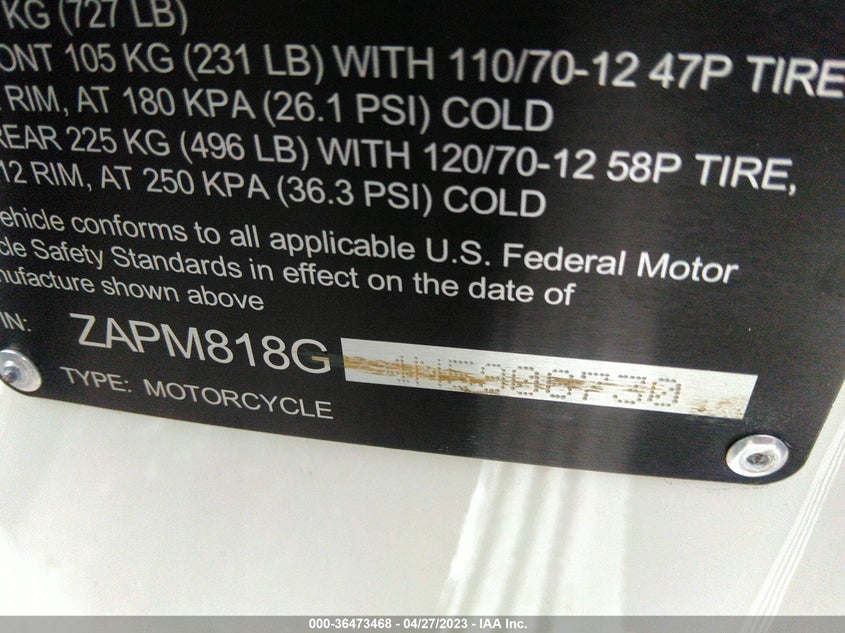 KG (727 LB)
ONT 105 KG (231 LB) WITH 110/70-12 47P TIRE
RIM, AT 180 KPA (26.1 PSI) COLD
REAR 225 KG (496 LB) WITH 120/70-12 58P TIRE,
12 RIM, AT 250 KPA (36.3 PSI) COLD
ehicle conforms to all applicable U.S. Federal Motor
cle Safety Standards in effect on the date of
nufacture shown above
IN: ZAPM818G
TYPE: MOTORCYCLE
000-36473468 - 04/27/2023 - IAA Inc.